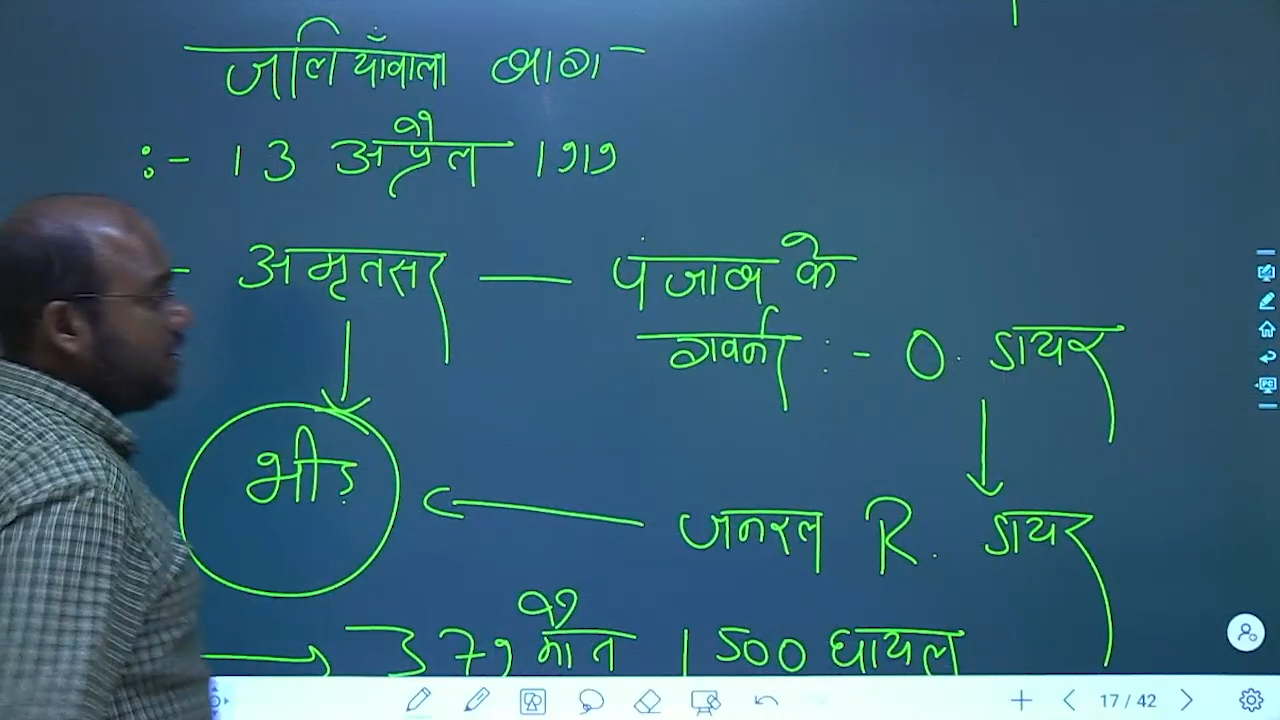 जलियाँवाला बाग
:- 13 अप्रैल 1919
- अमृतसर — पंजाब के
गवर्नर :- O. डायर
भीड़
जनरल R. डायर
→ 379 मौत 1500 घायल
17 / 42